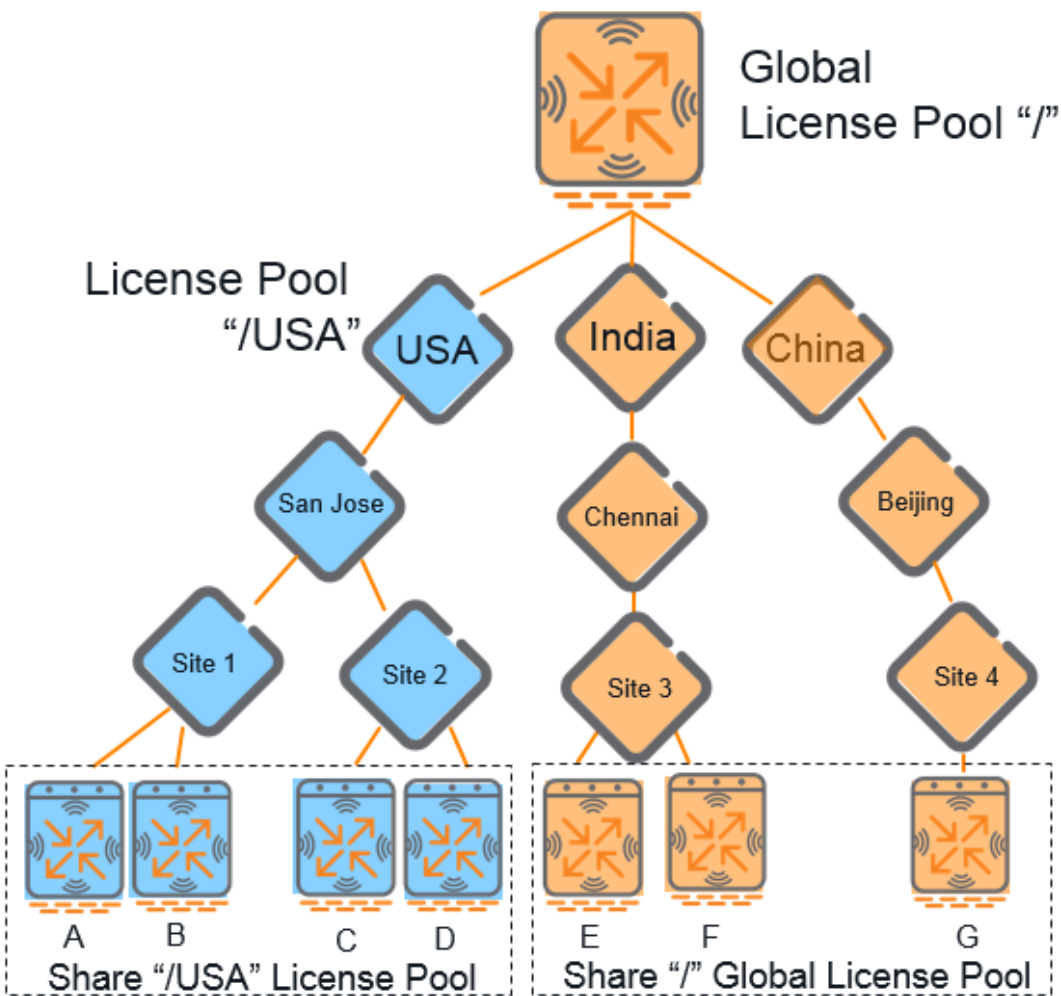 Global
License Pool “/”
License Pool
“/USA”
USA
India
China
San Jose
Chennai
Beijing
Site 1
Site 2
Site 3
Site 4
A
B
C
D
E
F
G
Share “/USA” License Pool
Share “/” Global License Pool